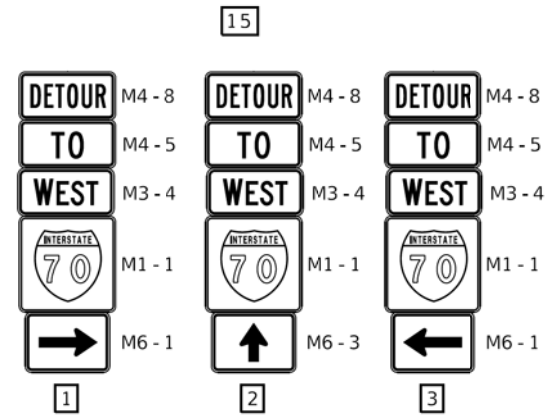 15
DETOUR M4-8 DETOUR M4-8 DETOUR M4-8
TO M4-5 TO M4-5 TO M4-5
WEST M3-4 WEST M3-4 WEST M3-4
INTERSTATE INTERSTATE INTERSTATE
70 M1-1 70 M1-1 70 M1-1
M6-1 M6-3 M6-1
1 2 3